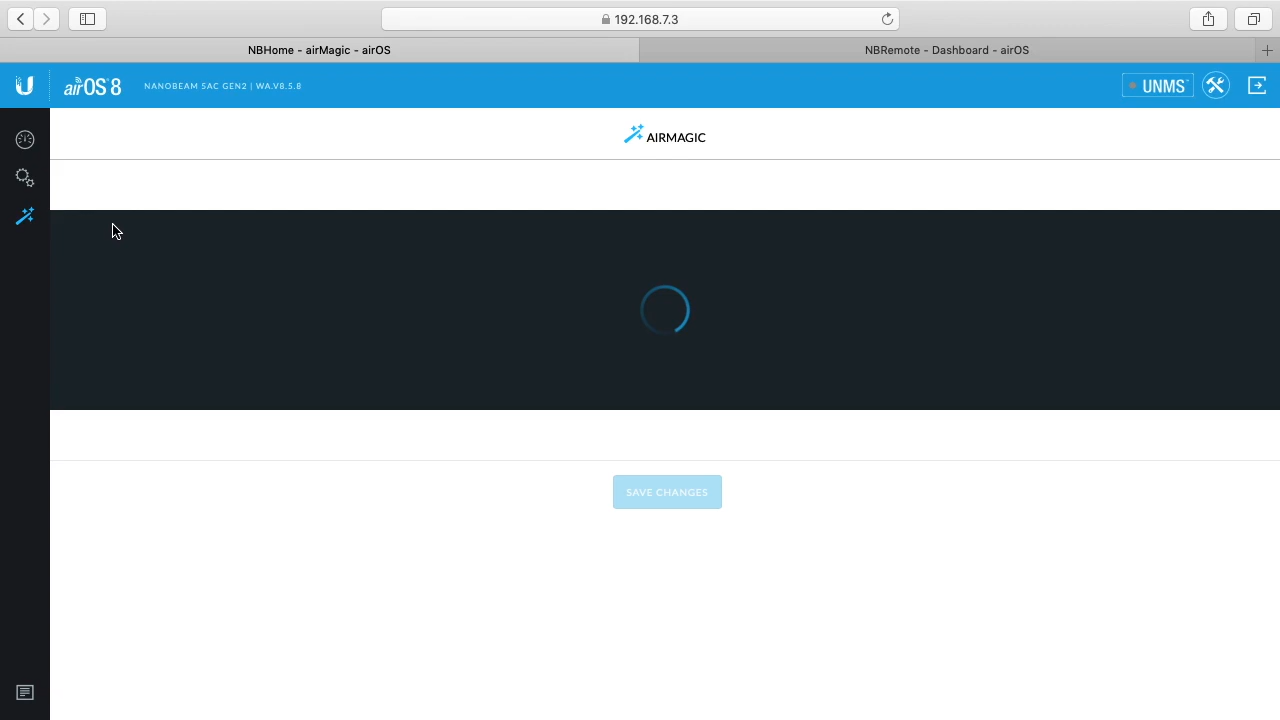 192.168.7.3
NBHome - airMagic - airOS
NBRemote - Dashboard - airOS
airOS 8
NANOBEAM 5AC GEN2 | WA.V8.5.8
UNMS
AIRMAGIC
SAVE CHANGES